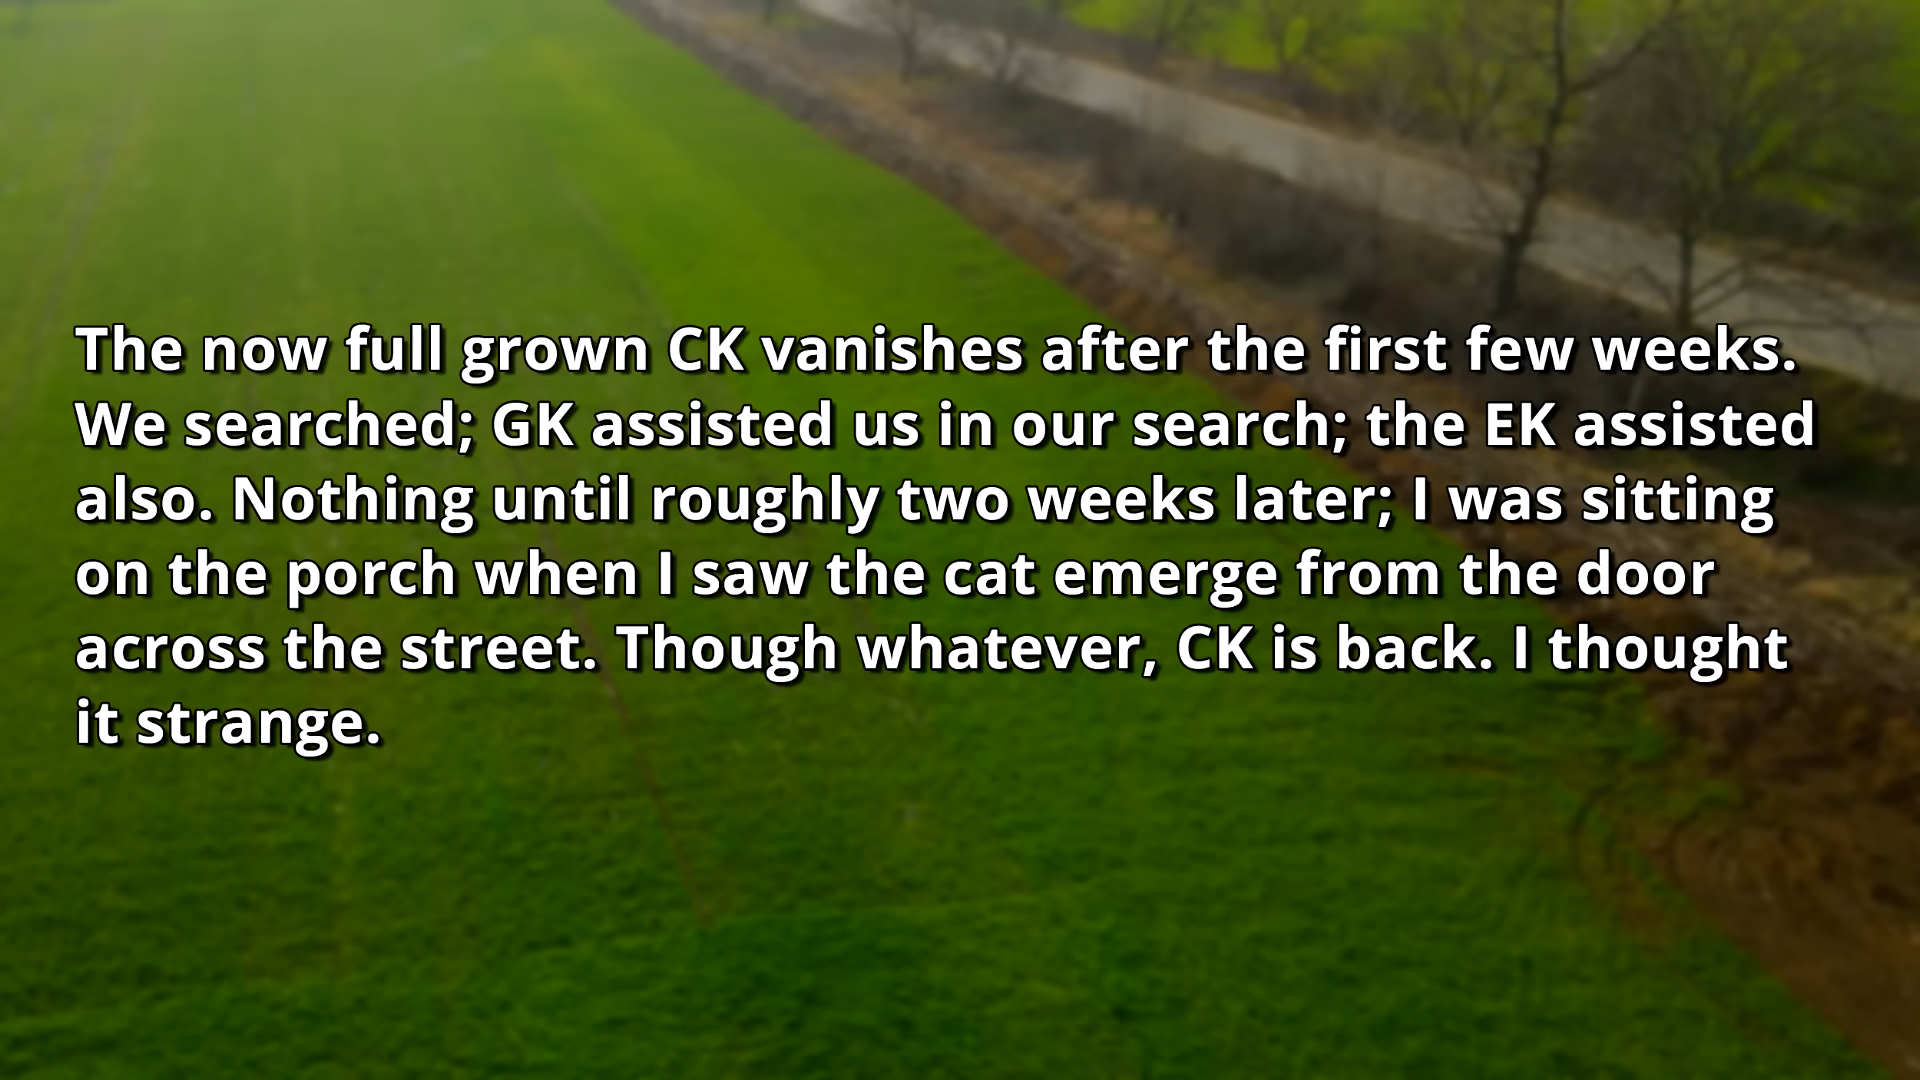 The now full grown CK vanishes after the first few weeks.
We searched; GK assisted us in our search; the EK assisted
also. Nothing until roughly two weeks later; I was sitting
on the porch when I saw the cat emerge from the door
across the street. Though whatever, CK is back. I thought
it strange.